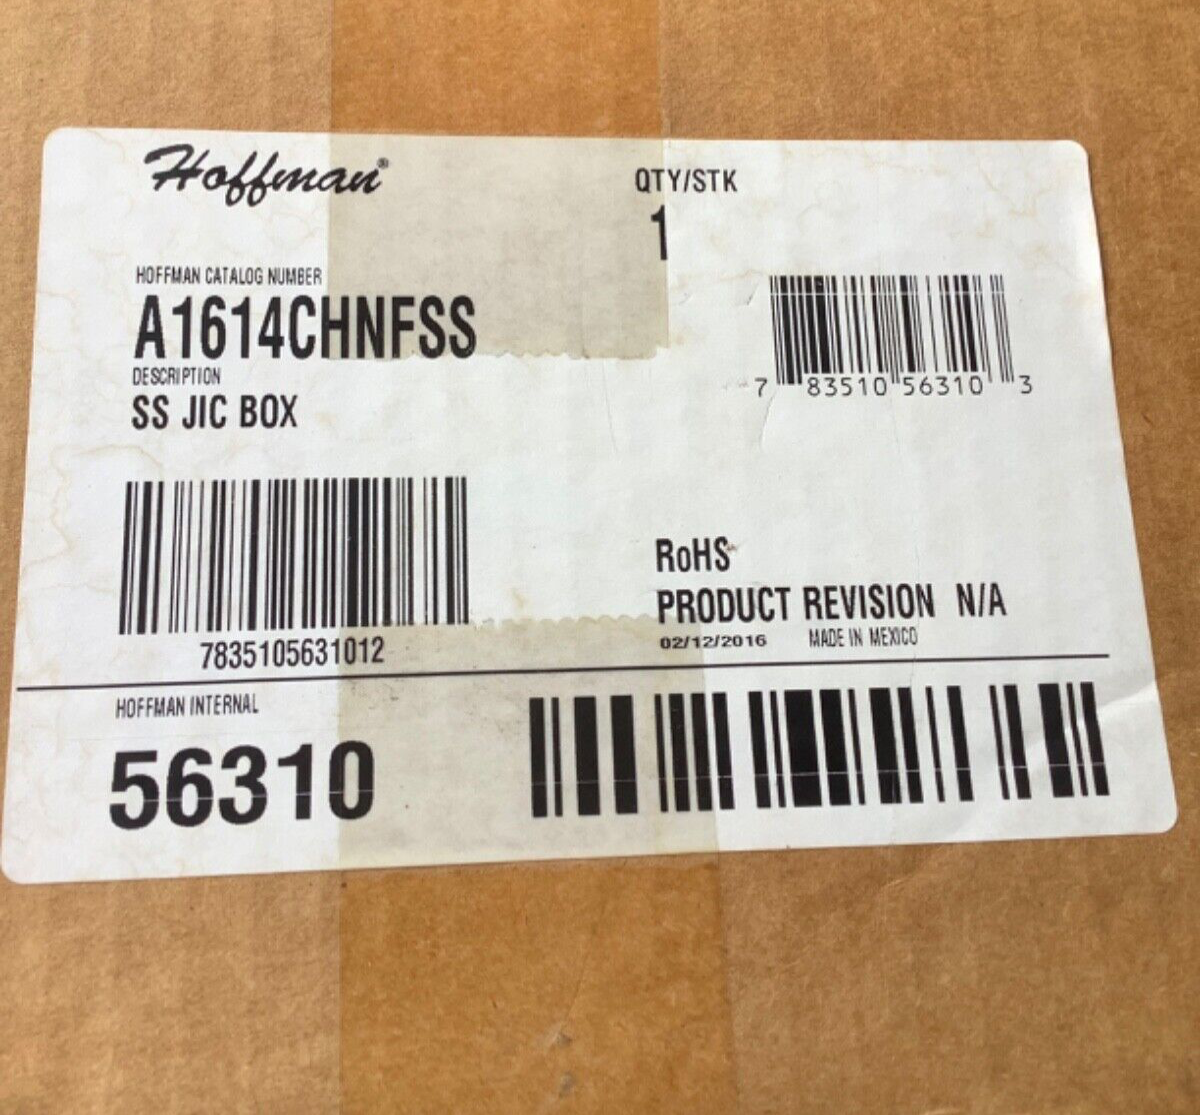 Hoffman®
QTY/STK
1
HOFFMAN CATALOG NUMBER
A1614CHNFSS
DESCRIPTION
SS JIC BOX
7 83510 56310 3
7835105631012
RoHS
PRODUCT REVISION N/A
02/12/2016 MADE IN MEXICO
HOFFMAN INTERNAL
56310